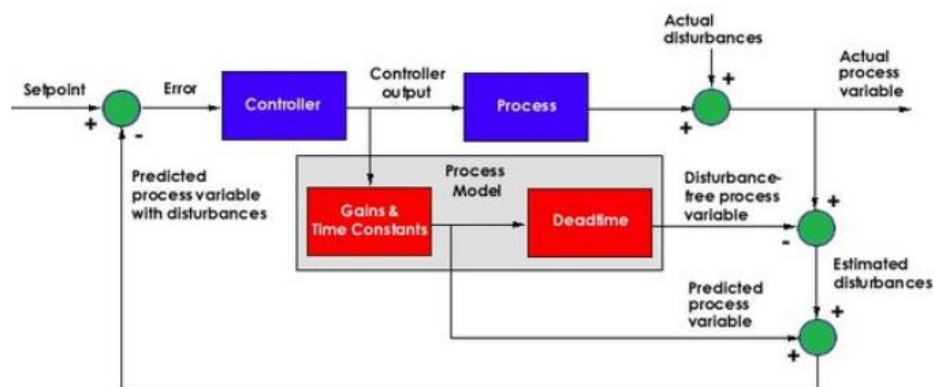 Actual
disturbances
Actual
process
variable
Setpoint
Error
Controller
Controller
output
Process
+
+
+
-
Predicted
process variable
with disturbances
Process
Model
Gains &
Time Constants
Deadtime
Disturbance-
free process
variable
+
-
Estimated
disturbances
Predicted
process
variable
+
+